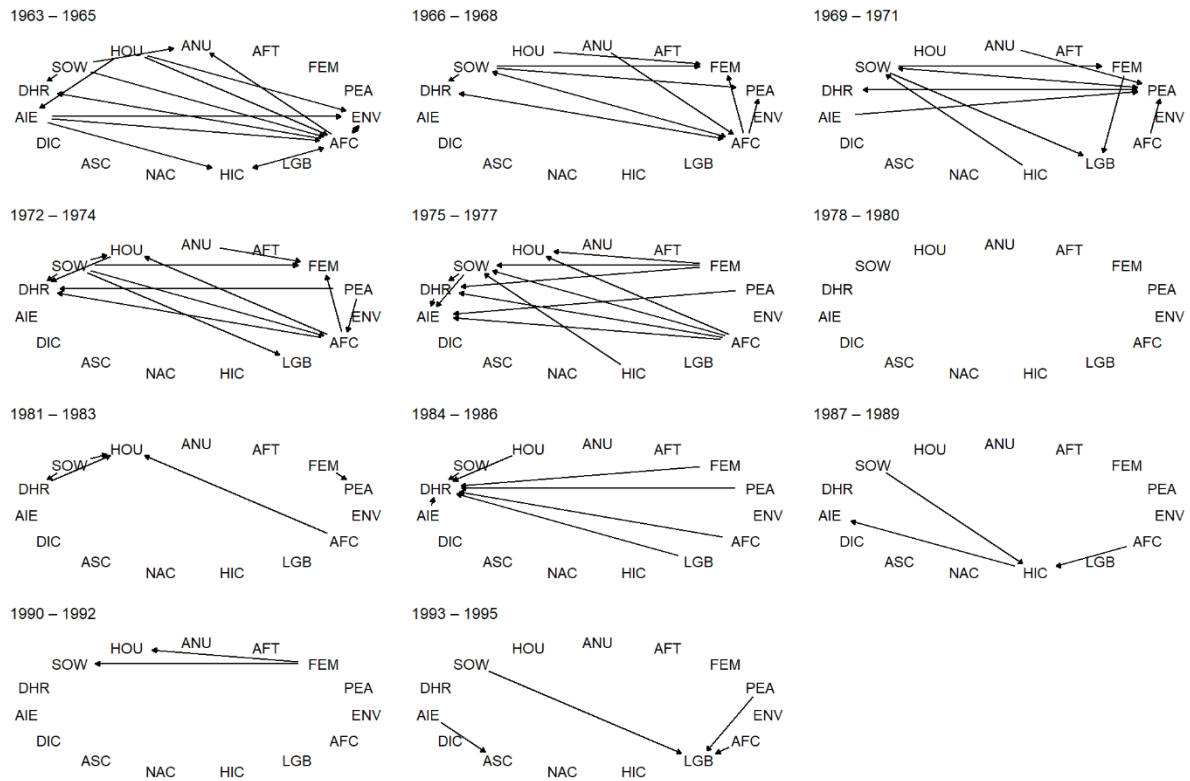 1963 – 1965
HOU ANU AFT
SOW FEM
DHR PEA
AIE ENV
DIC AFC
ASC LGB
NAC HIC
1966 – 1968
HOU ANU AFT
SOW FEM
DHR PEA
AIE ENV
DIC AFC
ASC LGB
NAC HIC
1969 – 1971
HOU ANU AFT
SOW FEM
DHR PEA
AIE ENV
DIC AFC
ASC LGB
NAC HIC
1972 – 1974
HOU ANU AFT
SOW FEM
DHR PEA
AIE ENV
DIC AFC
ASC LGB
NAC HIC
1975 – 1977
HOU ANU AFT
SOW FEM
DHR PEA
AIE ENV
DIC AFC
ASC LGB
NAC HIC
1978 – 1980
HOU ANU AFT
SOW FEM
DHR PEA
AIE ENV
DIC AFC
ASC LGB
NAC HIC
1981 – 1983
HOU ANU AFT
SOW FEM
DHR PEA
AIE ENV
DIC AFC
ASC LGB
NAC HIC
1984 – 1986
HOU ANU AFT
SOW FEM
DHR PEA
AIE ENV
DIC AFC
ASC LGB
NAC HIC
1987 – 1989
HOU ANU AFT
SOW FEM
DHR PEA
AIE ENV
DIC AFC
ASC LGB
NAC HIC
1990 – 1992
HOU ANU AFT
SOW FEM
DHR PEA
AIE ENV
DIC AFC
ASC LGB
NAC HIC
1993 – 1995
HOU ANU AFT
SOW FEM
DHR PEA
AIE ENV
DIC AFC
ASC LGB
NAC HIC